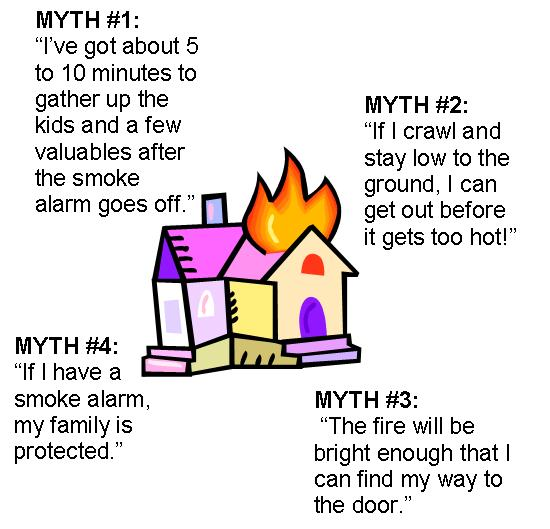 MYTH #1:
“I’ve got about 5
to 10 minutes to
gather up the
kids and a few
valuables after
the smoke
alarm goes off.”
MYTH #2:
“If I crawl and
stay low to the
ground, I can
get out before
it gets too hot!”
MYTH #3:
“The fire will be
bright enough that I
can find my way to
the door.”
MYTH #4:
“If I have a
smoke alarm,
my family is
protected.”